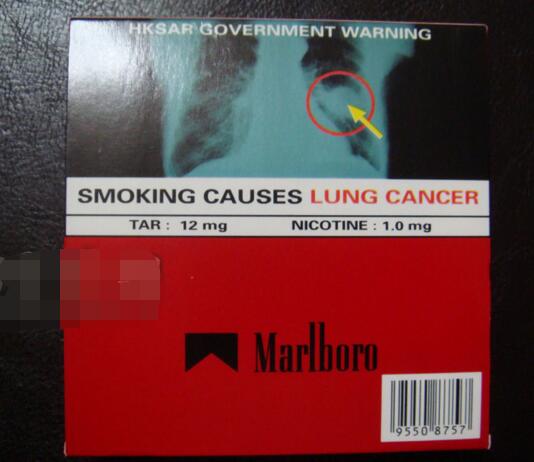 HKSAR GOVERNMENT WARNING
SMOKING CAUSES LUNG CANCER
TAR : 12 mg NICOTINE : 1.0 mg
Marlboro
9550 8757